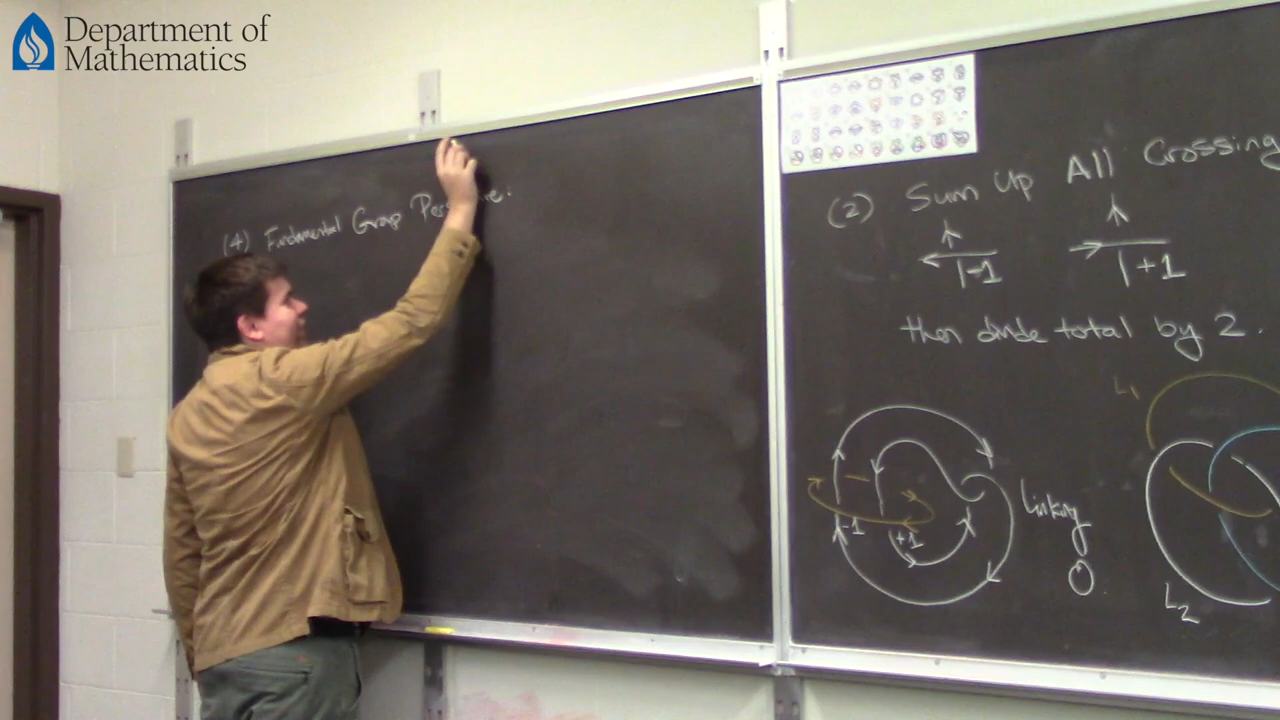 Department of
Mathematics
(4) Fundamental Group
(2) Sum Up All Crossing
-1
+1
then divide total by 2.
L1
-1
+1
Linking
0
L2